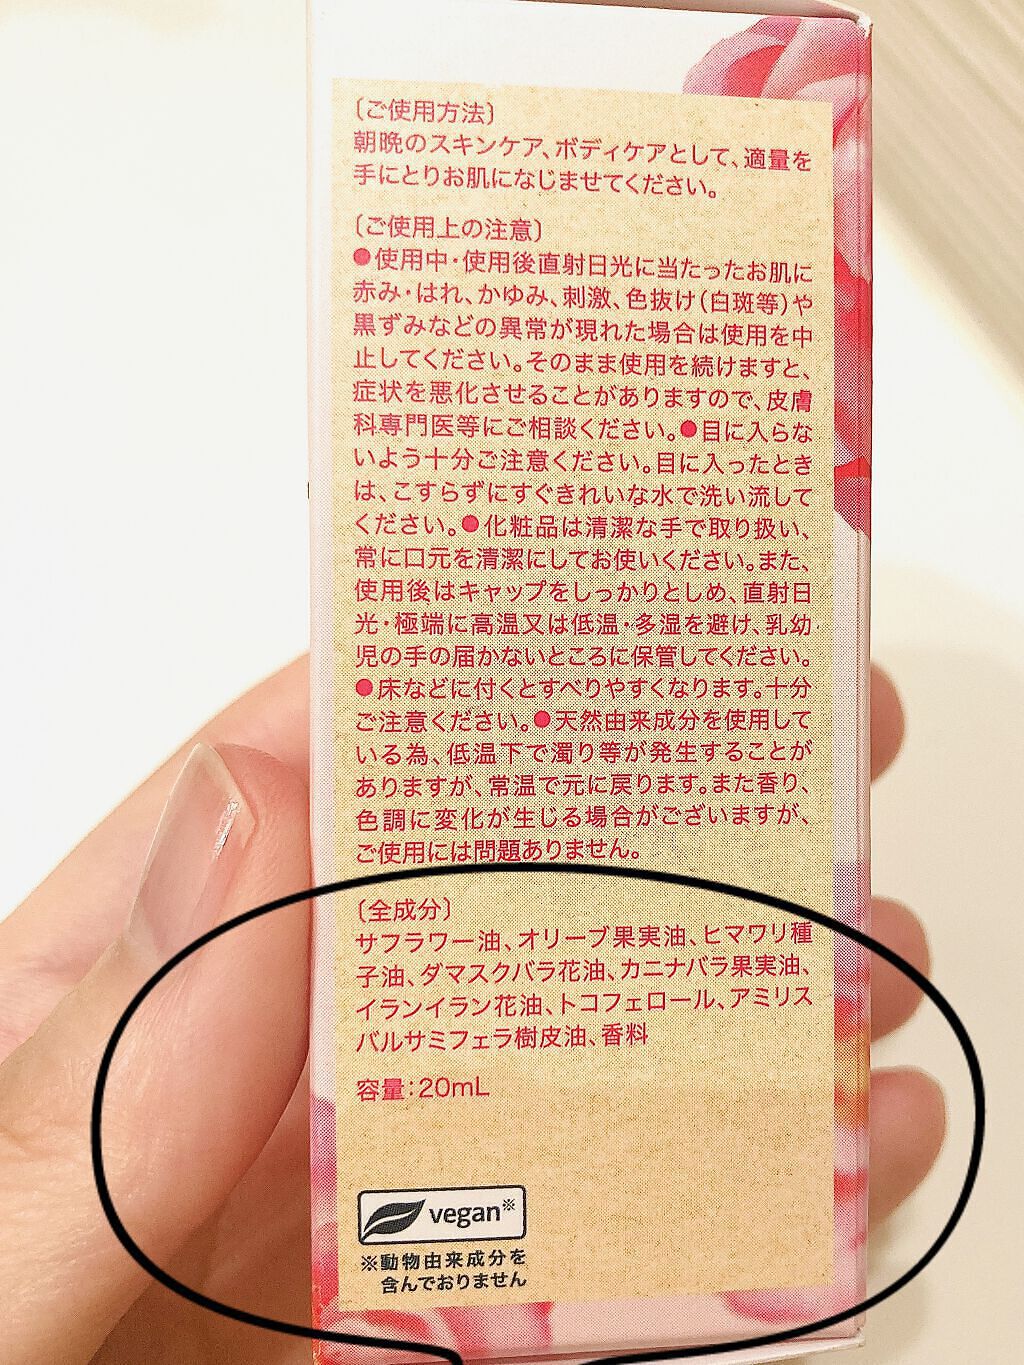 〔ご使用方法〕
朝晩のスキンケア、ボディケアとして、適量を
手にとりお肌になじませてください。
〔ご使用上の注意〕
●使用中・使用後直射日光に当たったお肌に
赤み・はれ、かゆみ、刺激、色抜け(白斑等)や
黒ずみなどの異常が現れた場合は使用を中
止してください。そのまま使用を続けますと、
症状を悪化させることがありますので、皮膚
科専門医等にご相談ください。●目に入らな
いよう十分ご注意ください。目に入ったとき
は、こすらずにすぐきれいな水で洗い流して
ください。●化粧品は清潔な手で取り扱い、
常に口元を清潔にしてお使いください。また、
使用後はキャップをしっかりとしめ、直射日
光・極端に高温又は低温・多湿を避け、乳幼
児の手の届かないところに保管してください。
●床などに付くとすべりやすくなります。十分
ご注意ください。●天然由来成分を使用して
いる為、低温下で濁り等が発生することが
ありますが、常温で元に戻ります。また香り、
色調に変化が生じる場合がございますが、
ご使用には問題ありません。
〔全成分〕
サフラワー油、オリーブ果実油、ヒマワリ種
子油、ダマスクバラ花油、カニナバラ果実油、
イランイラン花油、トコフェロール、アミリス
バルサミフェラ樹皮油、香料
容量:20mL
vegan※
※動物由来成分を
含んでおりません